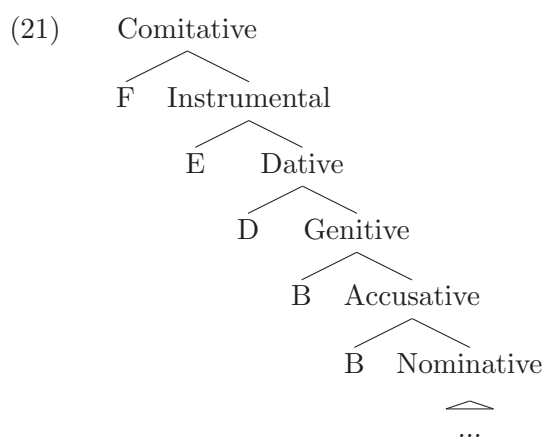 (21) Comitative
F Instrumental
E Dative
D Genitive
B Accusative
B Nominative
...